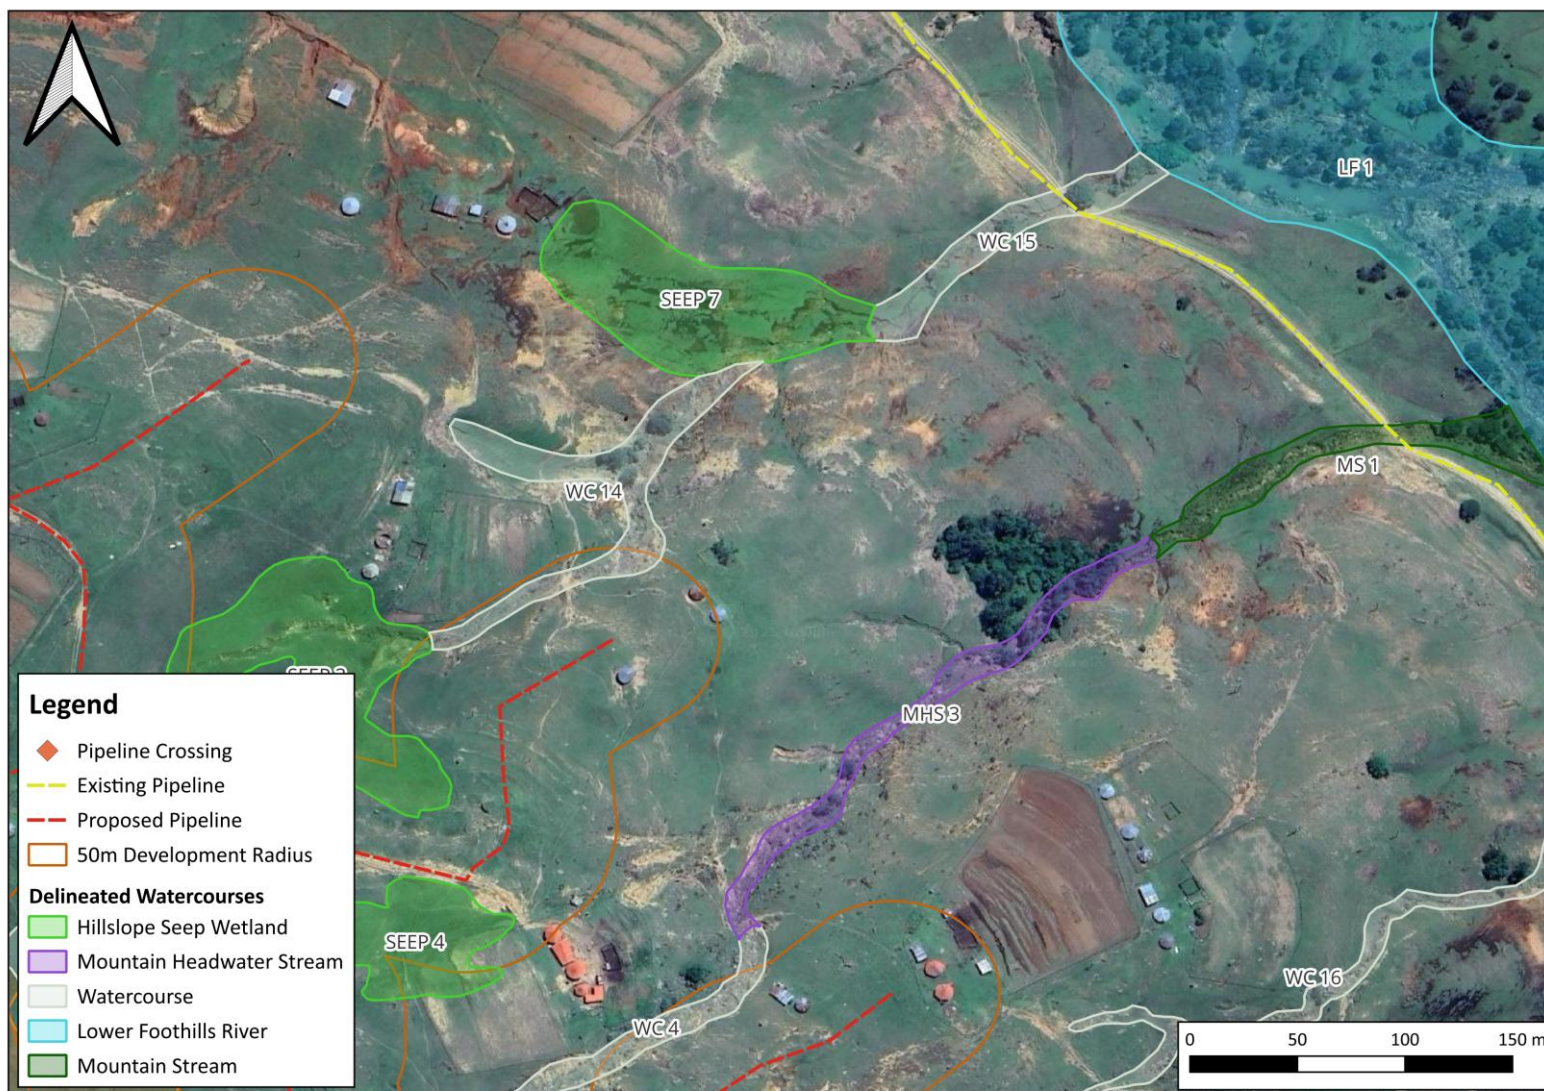 LF 1
WC 15
SEEP 7
MS 1
WC 14
MHS 3
SEEP 4
WC 16
WC 4
Legend
Pipeline Crossing
Existing Pipeline
Proposed Pipeline
50m Development Radius
Delineated Watercourses
Hillslope Seep Wetland
Mountain Headwater Stream
Watercourse
Lower Foothills River
Mountain Stream
0 50 100 150 m